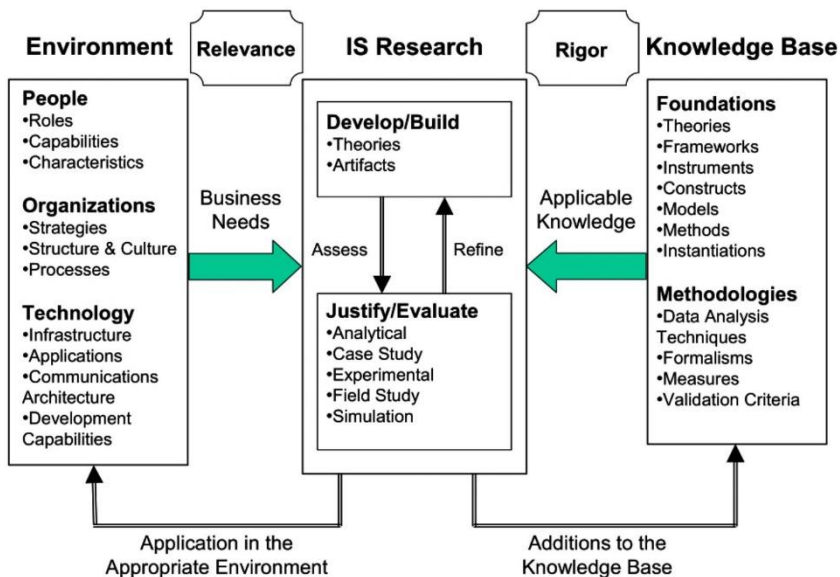 Environment
Relevance
IS Research
Rigor
Knowledge Base
People
•Roles
•Capabilities
•Characteristics
Organizations
•Strategies
•Structure & Culture
•Processes
Technology
•Infrastructure
•Applications
•Communications
Architecture
•Development
Capabilities
Business
Needs
Develop/Build
•Theories
•Artifacts
Assess
Refine
Justify/Evaluate
•Analytical
•Case Study
•Experimental
•Field Study
•Simulation
Applicable
Knowledge
Foundations
•Theories
•Frameworks
•Instruments
•Constructs
•Models
•Methods
•Instantiations
Methodologies
•Data Analysis
Techniques
•Formalisms
•Measures
•Validation Criteria
Application in the
Appropriate Environment
Additions to the
Knowledge Base